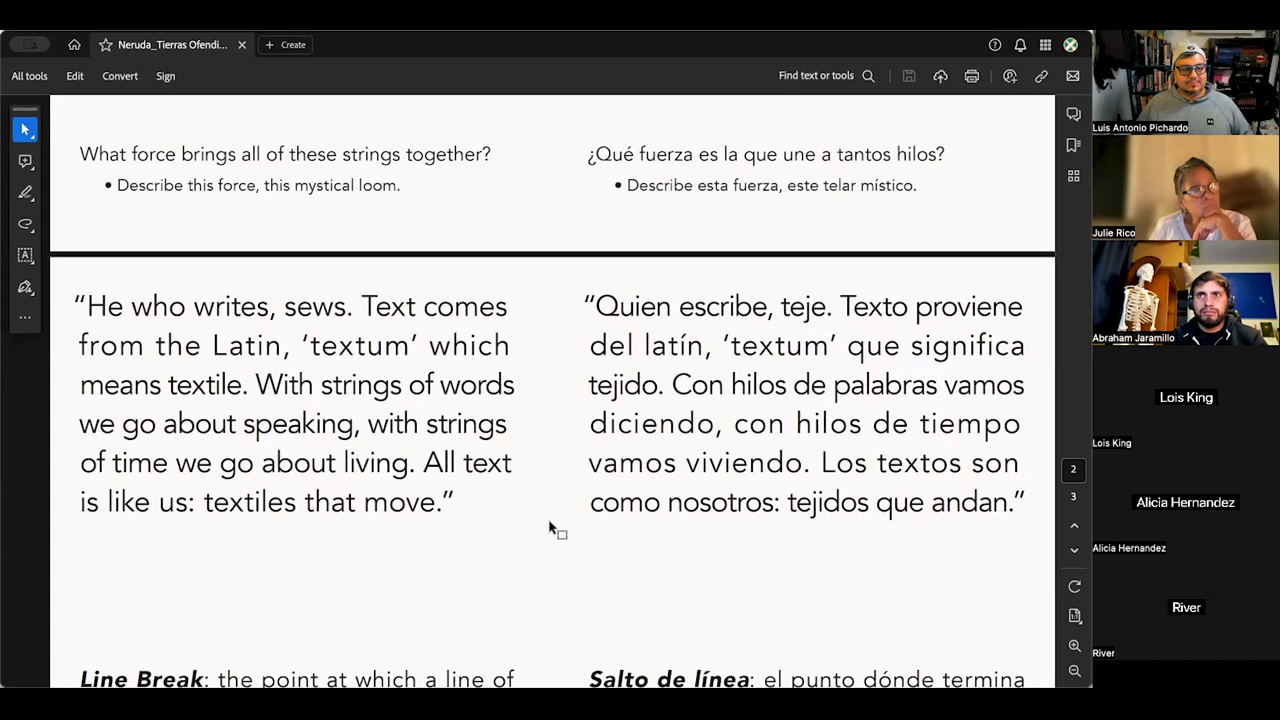 Neruda_Tierras Ofendi...
Create
All tools
Edit
Convert
Sign
Find text or tools
What force brings all of these strings together?
• Describe this force, this mystical loom.
¿Qué fuerza es la que une a tantos hilos?
• Describe esta fuerza, este telar místico.
“He who writes, sews. Text comes
from the Latin, ‘textum’ which
means textile. With strings of words
we go about speaking, with strings
of time we go about living. All text
is like us: textiles that move.”
“Quien escribe, teje. Texto proviene
del latín, ‘textum’ que significa
tejido. Con hilos de palabras vamos
diciendo, con hilos de tiempo
vamos viviendo. Los textos son
como nosotros: tejidos que andan.”
Line Break: the point at which a line of
Salto de línea: el punto dónde termina
2
3
Luis Antonio Pichardo
Julie Rico
Abraham Jaramillo
Lois King
Lois King
Alicia Hernandez
Alicia Hernandez
River
River